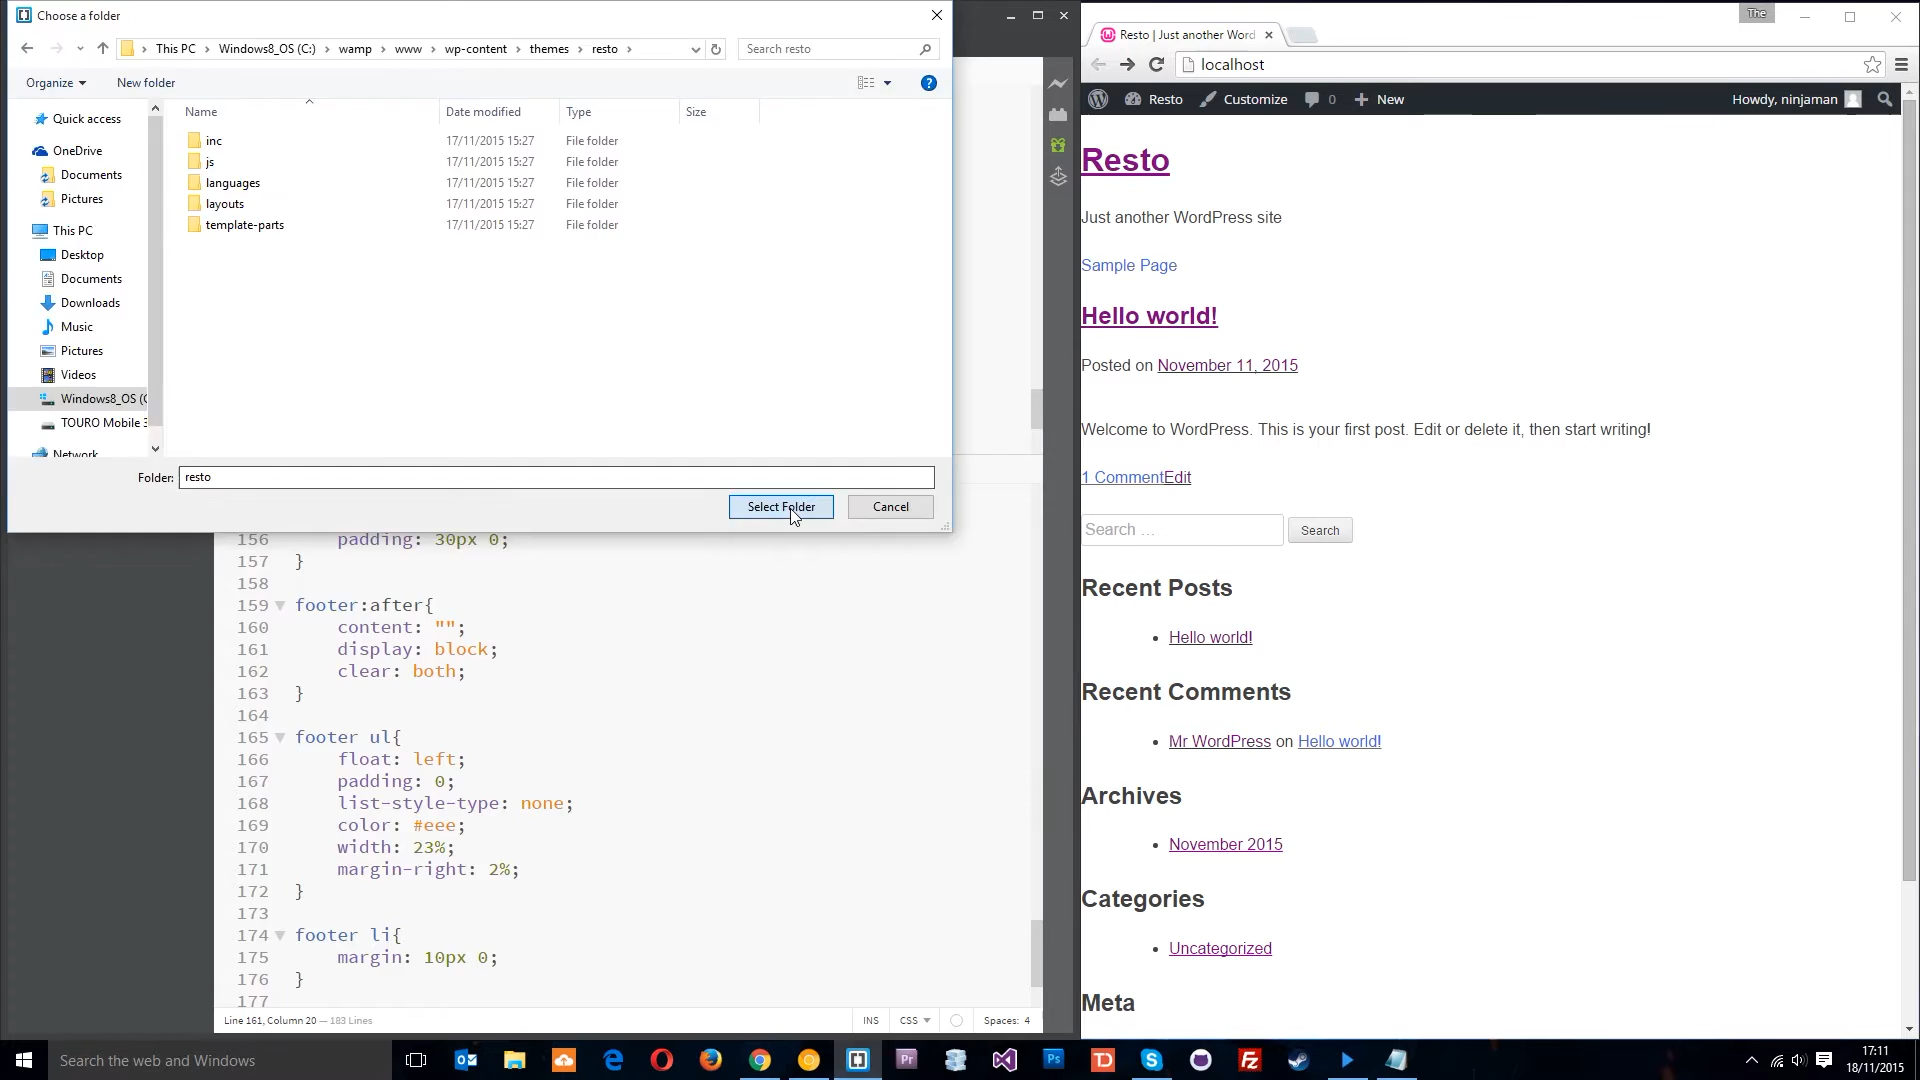 Choose a folder
This PC
Windows8_OS (C:)
wamp
www
wp-content
themes
resto
Search resto
Organize
New folder
Name
Date modified
Type
Size
inc
17/11/2015 15:27
File folder
js
17/11/2015 15:27
File folder
languages
17/11/2015 15:27
File folder
layouts
17/11/2015 15:27
File folder
template-parts
17/11/2015 15:27
File folder
Quick access
OneDrive
Documents
Pictures
This PC
Desktop
Documents
Downloads
Music
Pictures
Videos
Windows8_OS (C
TOURO Mobile 3
Network
Folder:
resto
Select Folder
Cancel
156 padding: 30px 0;
157 }
158
159 footer:after{
160 content: "";
161 display: block;
162 clear: both;
163 }
164
165 footer ul{
166 float: left;
167 padding: 0;
168 list-style-type: none;
169 color: #eee;
170 width: 23%;
171 margin-right: 2%;
172 }
173
174 footer li{
175 margin: 10px 0;
176 }
177
Line 161, Column 20 — 183 Lines
INS
CSS
Spaces: 4
The
Resto | Just another Word
localhost
Resto
Customize
0
New
Howdy, ninjaman
Resto
Just another WordPress site
Sample Page
Hello world!
Posted on November 11, 2015
Welcome to WordPress. This is your first post. Edit or delete it, then start writing!
1 CommentEdit
Search …
Search
Recent Posts
Hello world!
Recent Comments
Mr WordPress on Hello world!
Archives
November 2015
Categories
Uncategorized
Meta
Search the web and Windows
Pr
Ps
TD
Fz
17:11
18/11/2015